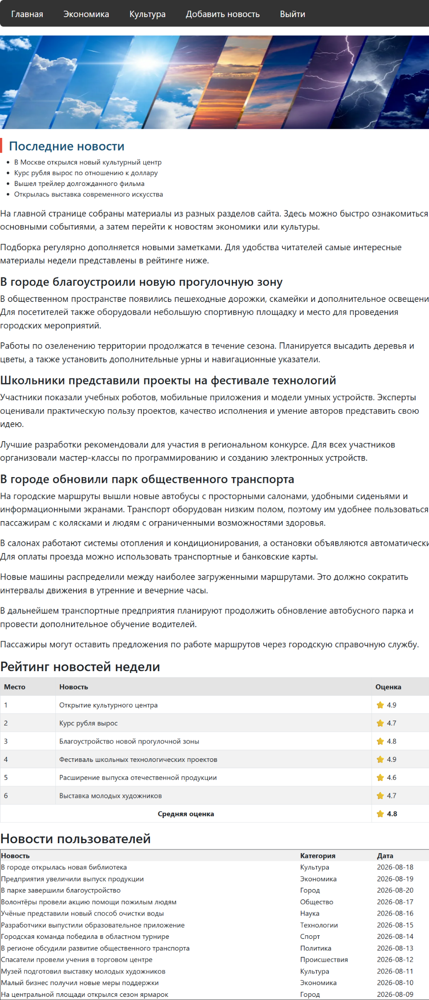 Главная Экономика Культура Добавить новость Выйти
Последние новости
В Москве открылся новый культурный центр
Курс рубля вырос по отношению к доллару
Вышел трейлер долгожданного фильма
Открылась выставка современного искусства
На главной странице собраны материалы из разных разделов сайта. Здесь можно быстро ознакомиться
основными событиями, а затем перейти к новостям экономики или культуры.
Подборка регулярно дополняется новыми заметками. Для удобства читателей самые интересные
материалы недели представлены в рейтинге ниже.
В городе благоустроили новую прогулочную зону
В общественном пространстве появились пешеходные дорожки, скамейки и дополнительное освещени
Для посетителей также оборудовали небольшую спортивную площадку и место для проведения
городских мероприятий.
Работы по озеленению территории продолжатся в течение сезона. Планируется высадить деревья и
цветы, а также установить дополнительные урны и навигационные указатели.
Школьники представили проекты на фестивале технологий
Участники показали учебных роботов, мобильные приложения и модели умных устройств. Эксперты
оценивали практическую пользу проектов, качество исполнения и умение авторов представить свою
идею.
Лучшие разработки рекомендовали для участия в региональном конкурсе. Для всех участников
организовали мастер-классы по программированию и созданию электронных устройств.
В городе обновили парк общественного транспорта
На городские маршруты вышли новые автобусы с просторными салонами, удобными сиденьями и
информационными экранами. Транспорт оборудован низким полом, поэтому им удобнее пользоваться
пассажирам с колясками и людям с ограниченными возможностями здоровья.
В салонах работают системы отопления и кондиционирования, а остановки объявляются автоматически
Для оплаты проезда можно использовать транспортные и банковские карты.
Новые машины распределили между наиболее загруженными маршрутами. Это должно сократить
интервалы движения в утренние и вечерние часы.
В дальнейшем транспортные предприятия планируют продолжить обновление автобусного парка и
провести дополнительное обучение водителей.
Пассажиры могут оставить предложения по работе маршрутов через городскую справочную службу.
Рейтинг новостей недели
Место Новость Оценка
1 Открытие культурного центра 4.9
2 Курс рубля вырос 4.7
3 Благоустройство новой прогулочной зоны 4.8
4 Фестиваль школьных технологических проектов 4.9
5 Расширение выпуска отечественной продукции 4.6
6 Выставка молодых художников 4.7
Средняя оценка 4.8
Новости пользователей
Новость Категория Дата
В городе открылась новая библиотека Культура 2026-08-18
Предприятия увеличили выпуск продукции Экономика 2026-08-19
В парке завершили благоустройство Город 2026-08-20
Волонтёры провели акцию помощи пожилым людям Общество 2026-08-17
Учёные представили новый способ очистки воды Наука 2026-08-16
Разработчики выпустили образовательное приложение Технологии 2026-08-15
Городская команда победила в областном турнире Спорт 2026-08-14
В регионе обсудили развитие общественного транспорта Политика 2026-08-13
Спасатели провели учения в торговом центре Происшествия 2026-08-12
Музей подготовил выставку молодых художников Культура 2026-08-11
Малый бизнес получил новые меры поддержки Экономика 2026-08-10
На центральной площади открылся сезон ярмарок Город 2026-08-09